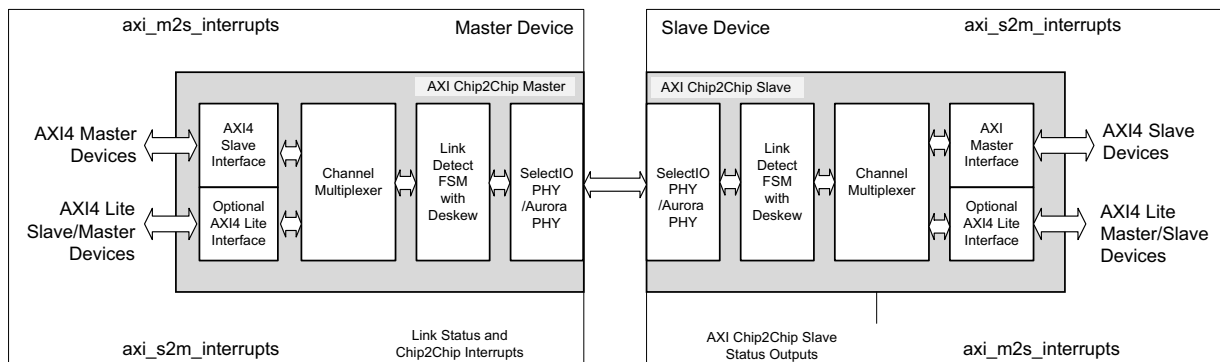 axi_m2s_interrupts
Master Device
Slave Device
axi_s2m_interrupts
AXI Chip2Chip Master
AXI Chip2Chip Slave
AXI4 Master
Devices
AXI4
Slave
Interface
Optional
AXI4 Lite
Interface
AXI4 Lite
Slave/Master
Devices
Channel
Multiplexer
Link
Detect
FSM
with
Deskew
SelectIO
PHY
/Aurora
PHY
SelectIO
PHY
/Aurora
PHY
Link
Detect
FSM
with
Deskew
Channel
Multiplexer
AXI
Master
Interface
Optional
AXI4 Lite
Interface
AXI4 Slave
Devices
AXI4 Lite
Master/Slave
Devices
axi_s2m_interrupts
Link Status and
Chip2Chip Interrupts
AXI Chip2Chip Slave
Status Outputs
axi_m2s_interrupts